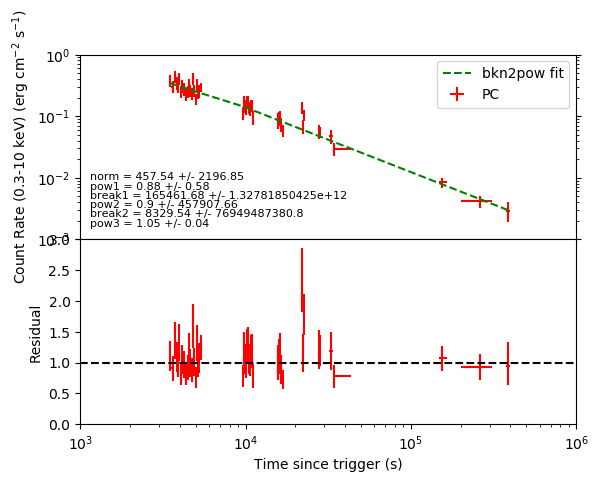 Count Rate (0.3-10 keV) (erg cm⁻² s⁻¹)
10⁰
10⁻¹
10⁻²
10⁻³
bkn2pow fit
PC
norm = 457.54 +/- 2196.85
pow1 = 0.88 +/- 0.58
break1 = 165461.68 +/- 1.32781850425e+12
pow2 = 0.9 +/- 457907.66
break2 = 8329.54 +/- 76949487380.8
pow3 = 1.05 +/- 0.04
Residual
3.0
2.5
2.0
1.5
1.0
0.5
0.0
10³ 10⁴ 10⁵ 10⁶
Time since trigger (s)